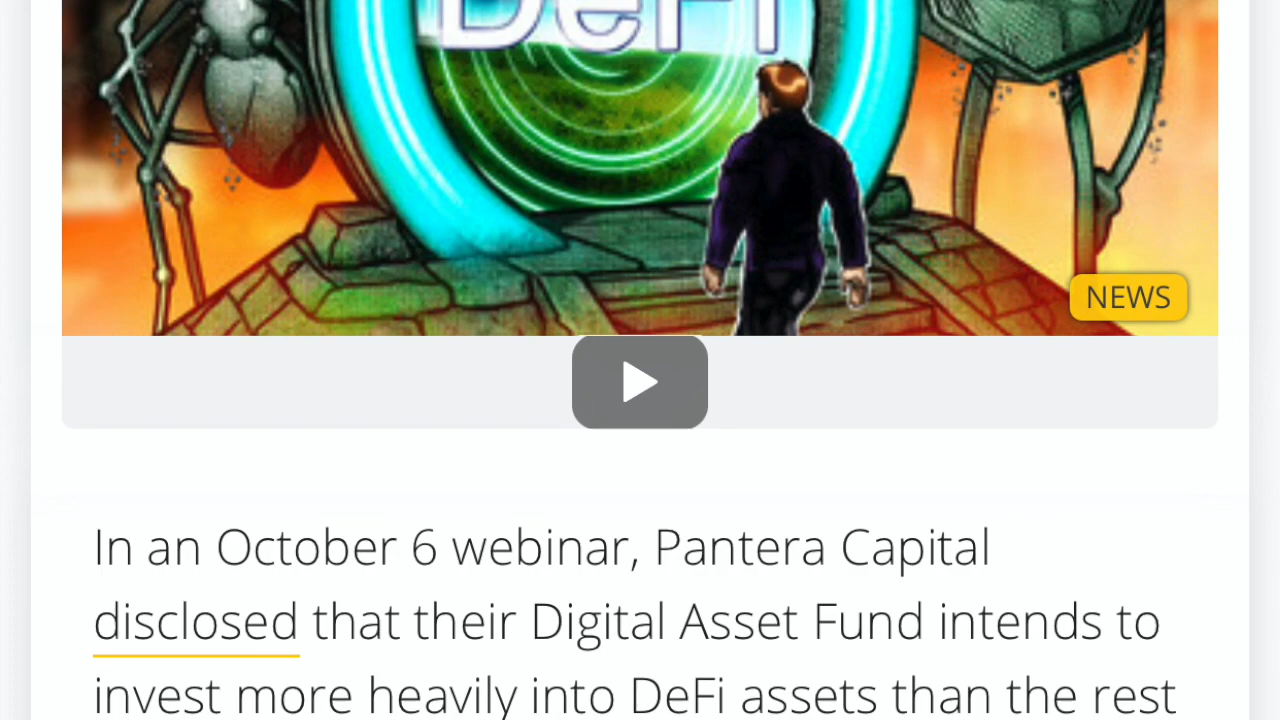 DeFi
NEWS
In an October 6 webinar, Pantera Capital
disclosed that their Digital Asset Fund intends to
invest more heavily into DeFi assets than the rest